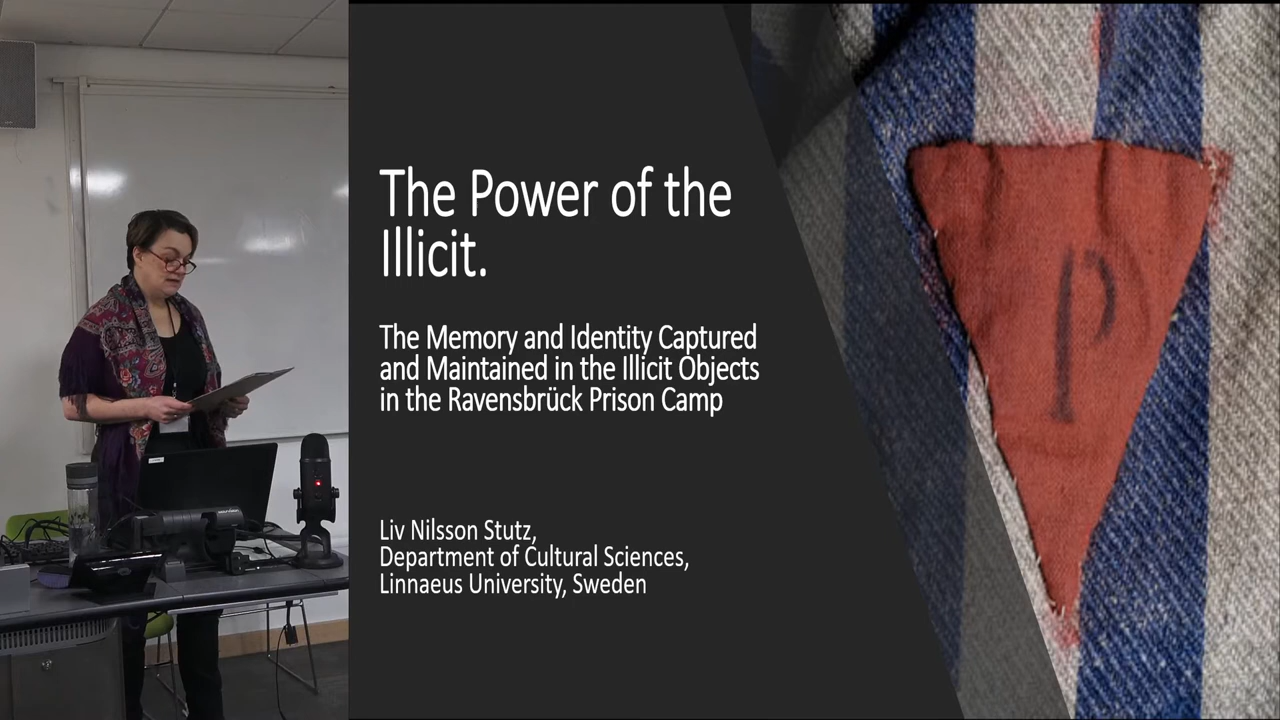 The Power of the
Illicit.
The Memory and Identity Captured
and Maintained in the Illicit Objects
in the Ravensbrück Prison Camp
Liv Nilsson Stutz,
Department of Cultural Sciences,
Linnaeus University, Sweden
P